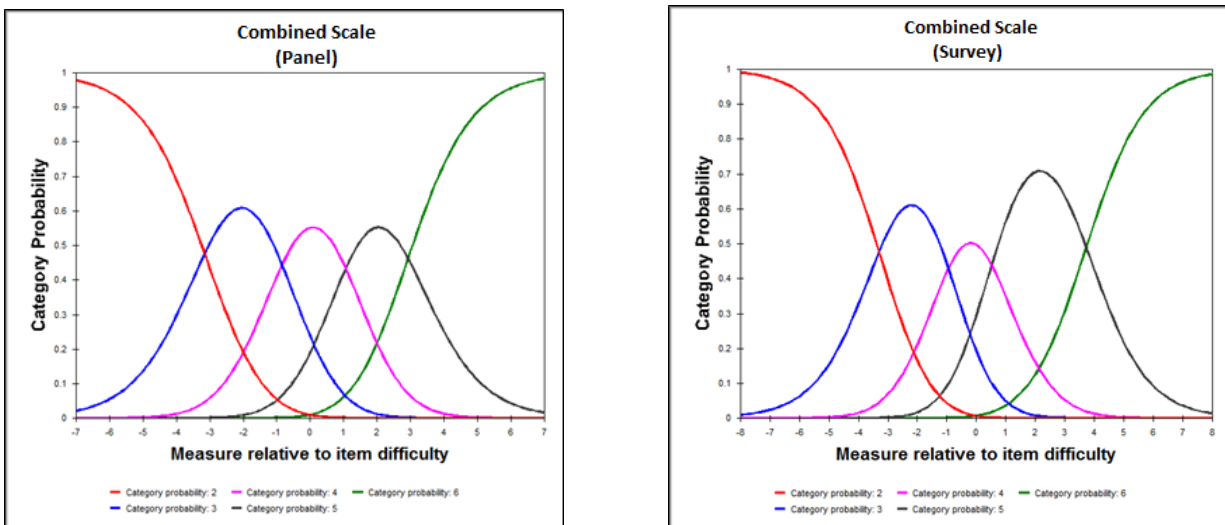 Combined Scale
(Panel)
1
0.9
0.8
0.7
0.6
0.5
0.4
0.3
0.2
0.1
0
Category Probability
-7 -6 -5 -4 -3 -2 -1 0 1 2 3 4 5 6 7
Measure relative to item difficulty
Category probability: 2 Category probability: 4 Category probability: 6
Category probability: 3 Category probability: 5
Combined Scale
(Survey)
1
0.9
0.8
0.7
0.6
0.5
0.4
0.3
0.2
0.1
0
Category Probability
-8 -7 -6 -5 -4 -3 -2 -1 0 1 2 3 4 5 6 7 8
Measure relative to item difficulty
Category probability: 2 Category probability: 4 Category probability: 6
Category probability: 3 Category probability: 5